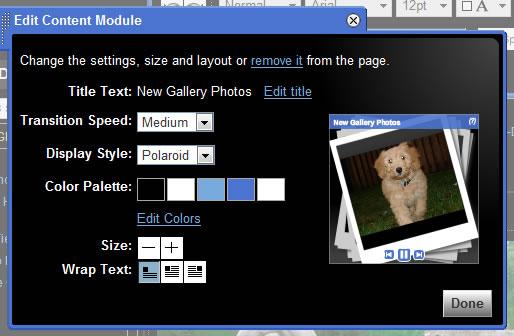 Normal
Arial
12pt
A
Edit Content Module
Change the settings, size and layout or remove it from the page.
Title Text: New Gallery Photos Edit title
Transition Speed: Medium
Display Style: Polaroid
Color Palette:
Edit Colors
Size:
Wrap Text:
New Gallery Photos (7)
Done